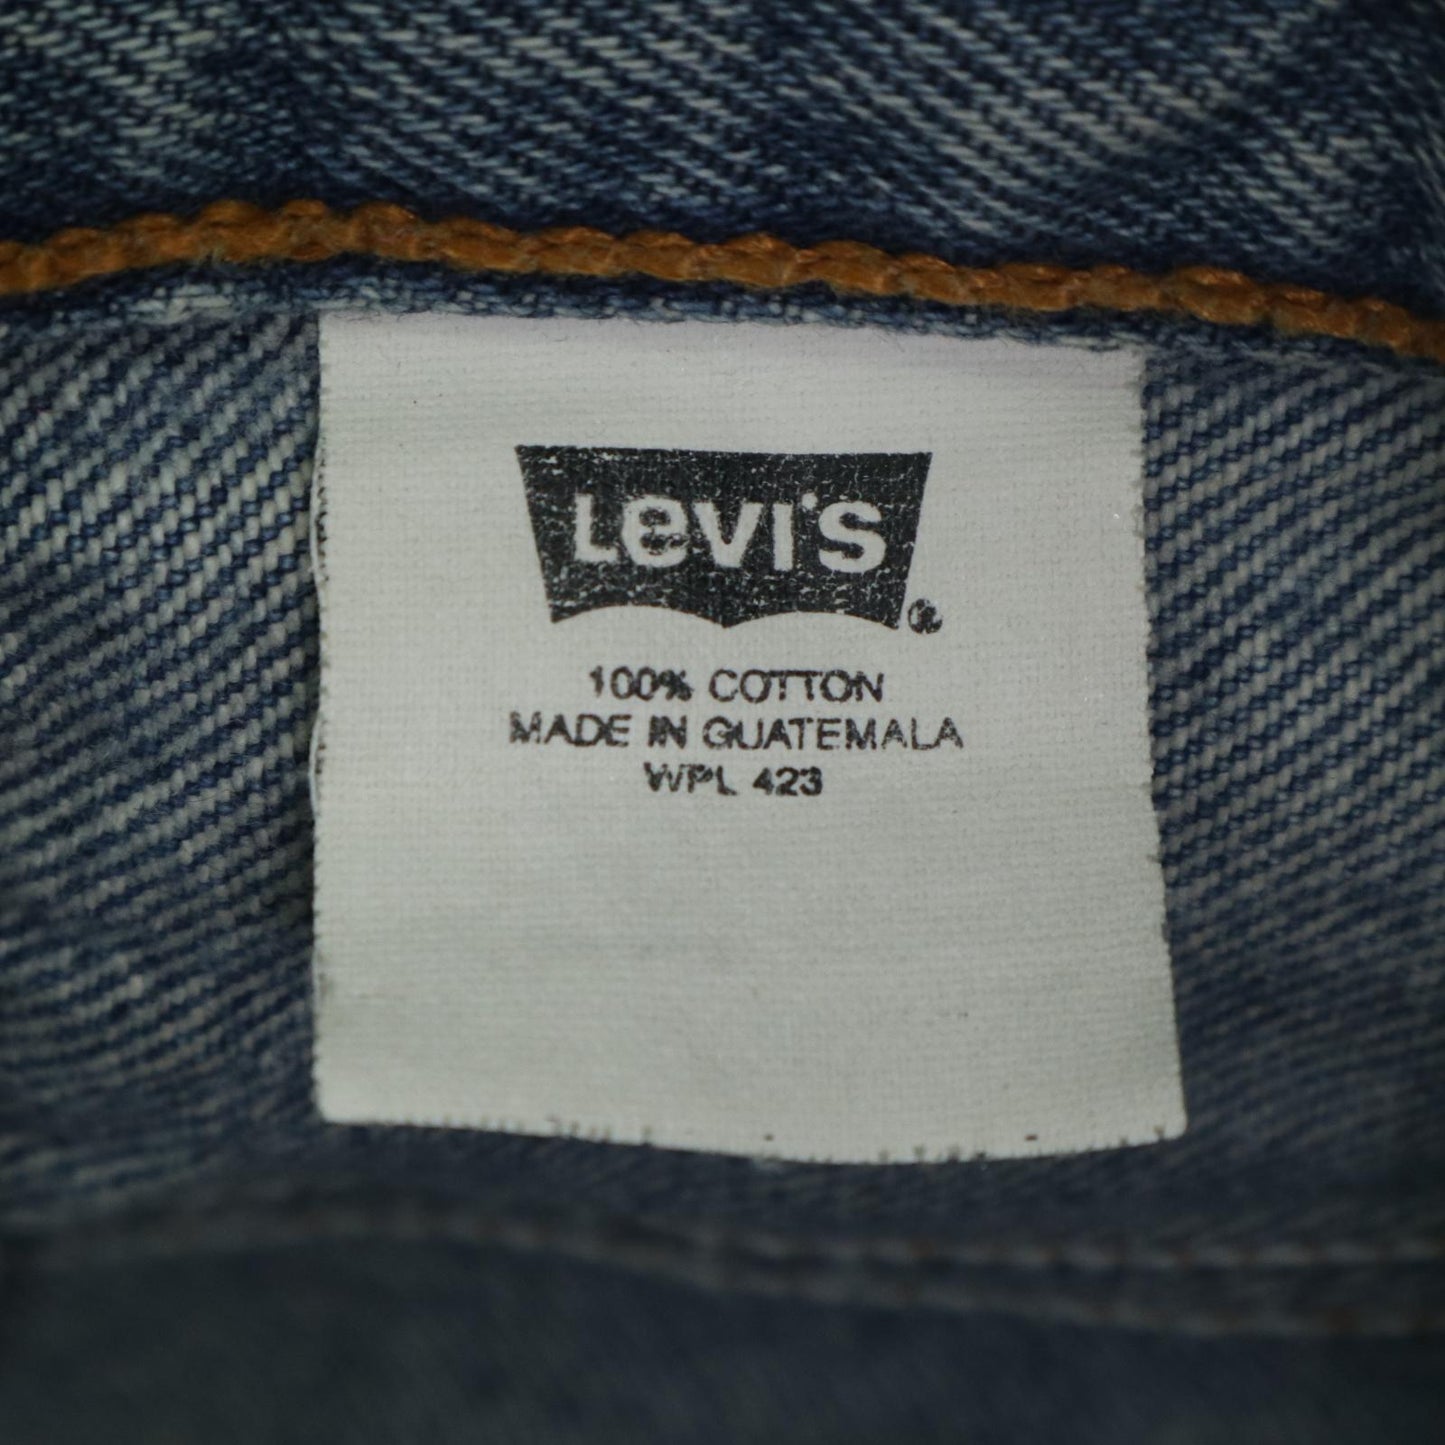 Levi's®
100% COTTON
MADE IN GUATEMALA
WPL 423